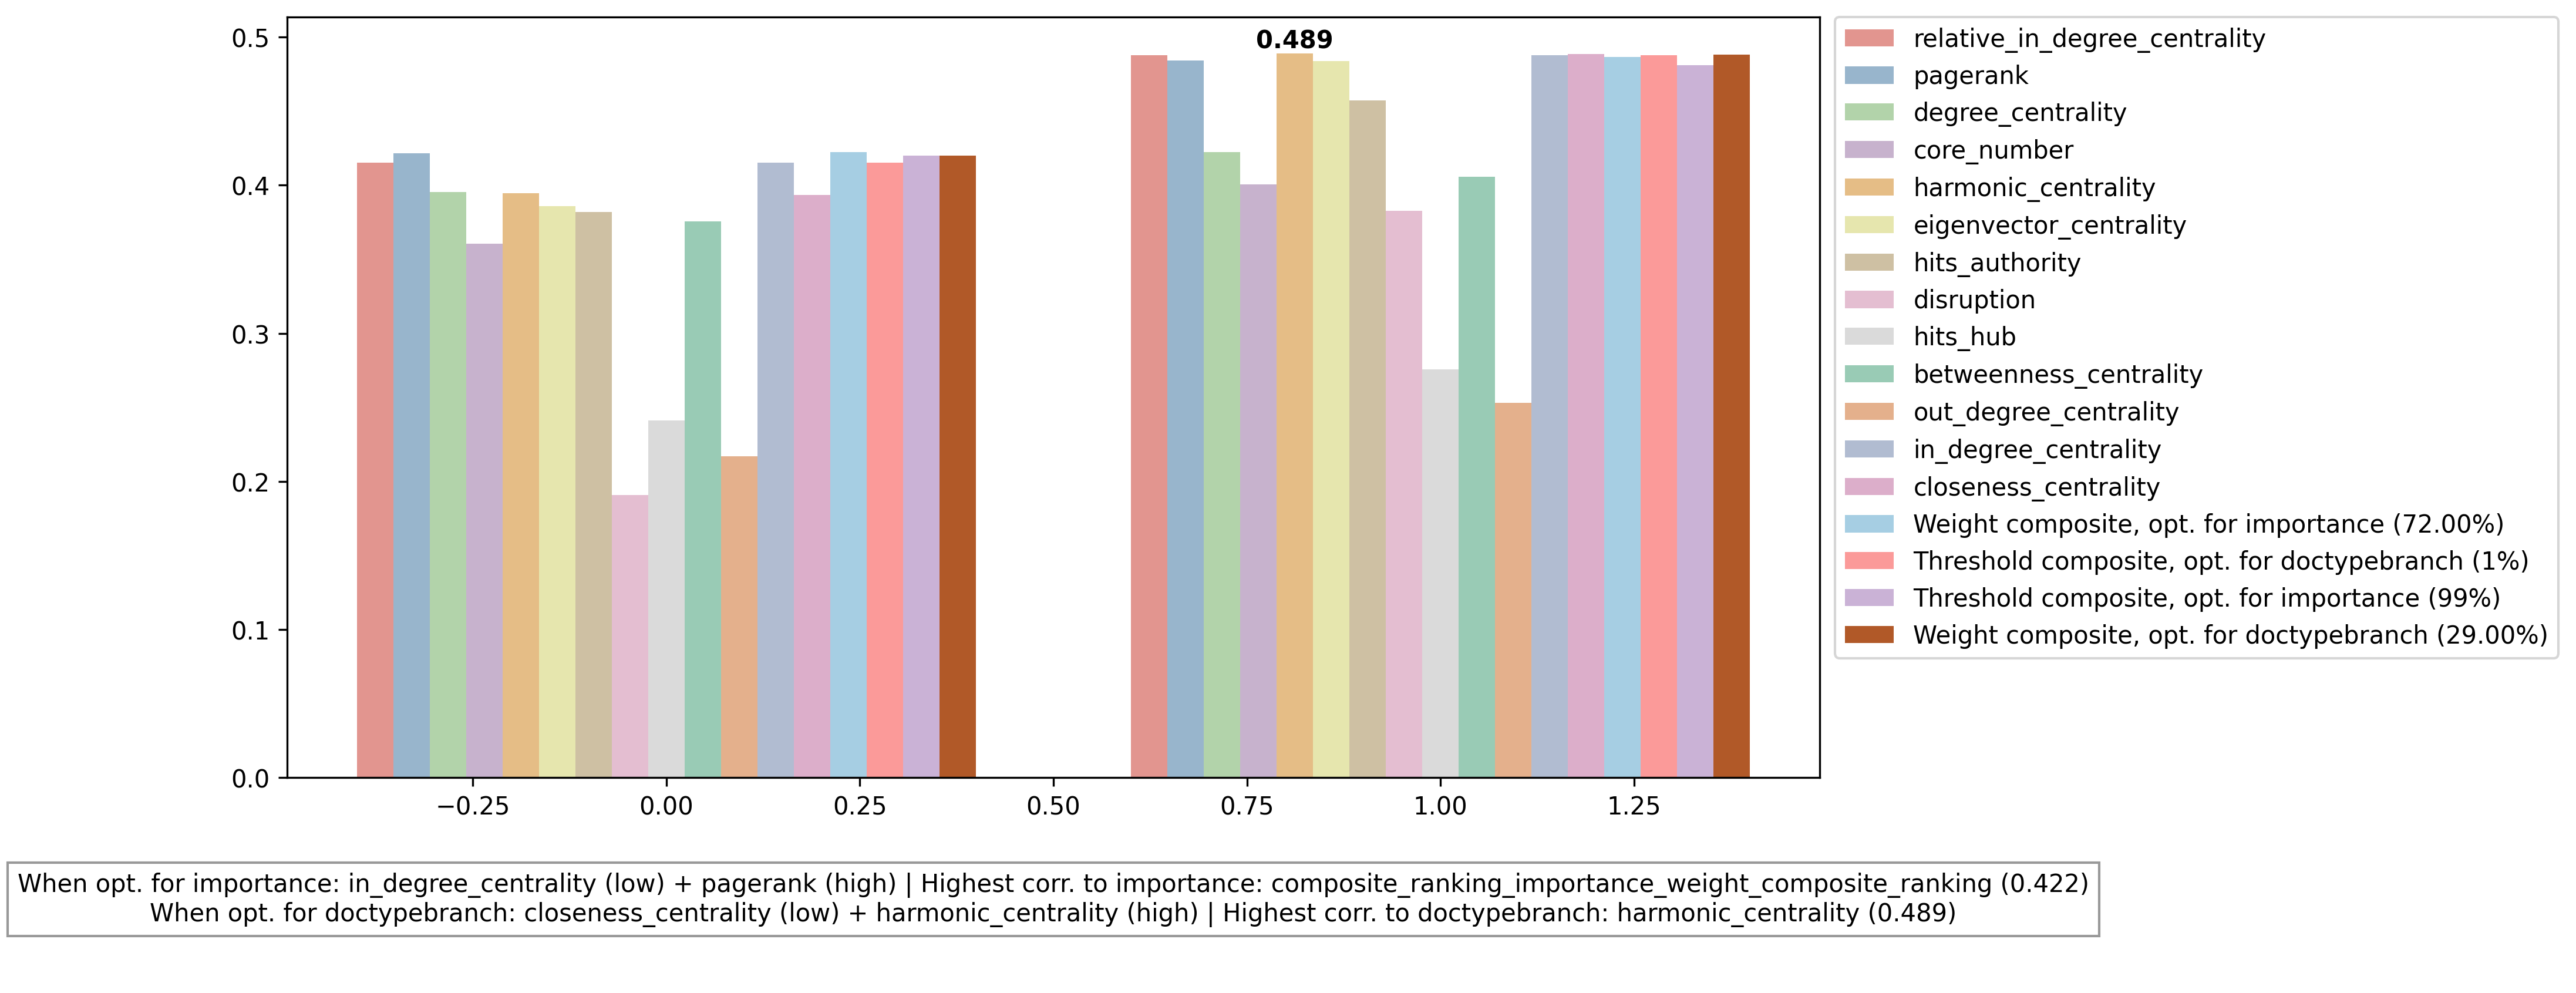 0.5
0.4
0.3
0.2
0.1
0.0
0.489
−0.25
0.00
0.25
0.50
0.75
1.00
1.25
relative_in_degree_centrality
pagerank
degree_centrality
core_number
harmonic_centrality
eigenvector_centrality
hits_authority
disruption
hits_hub
betweenness_centrality
out_degree_centrality
in_degree_centrality
closeness_centrality
Weight composite, opt. for importance (72.00%)
Threshold composite, opt. for doctypebranch (1%)
Threshold composite, opt. for importance (99%)
Weight composite, opt. for doctypebranch (29.00%)
When opt. for importance: in_degree_centrality (low) + pagerank (high) | Highest corr. to importance: composite_ranking_importance_weight_composite_ranking (0.422)
When opt. for doctypebranch: closeness_centrality (low) + harmonic_centrality (high) | Highest corr. to doctypebranch: harmonic_centrality (0.489)